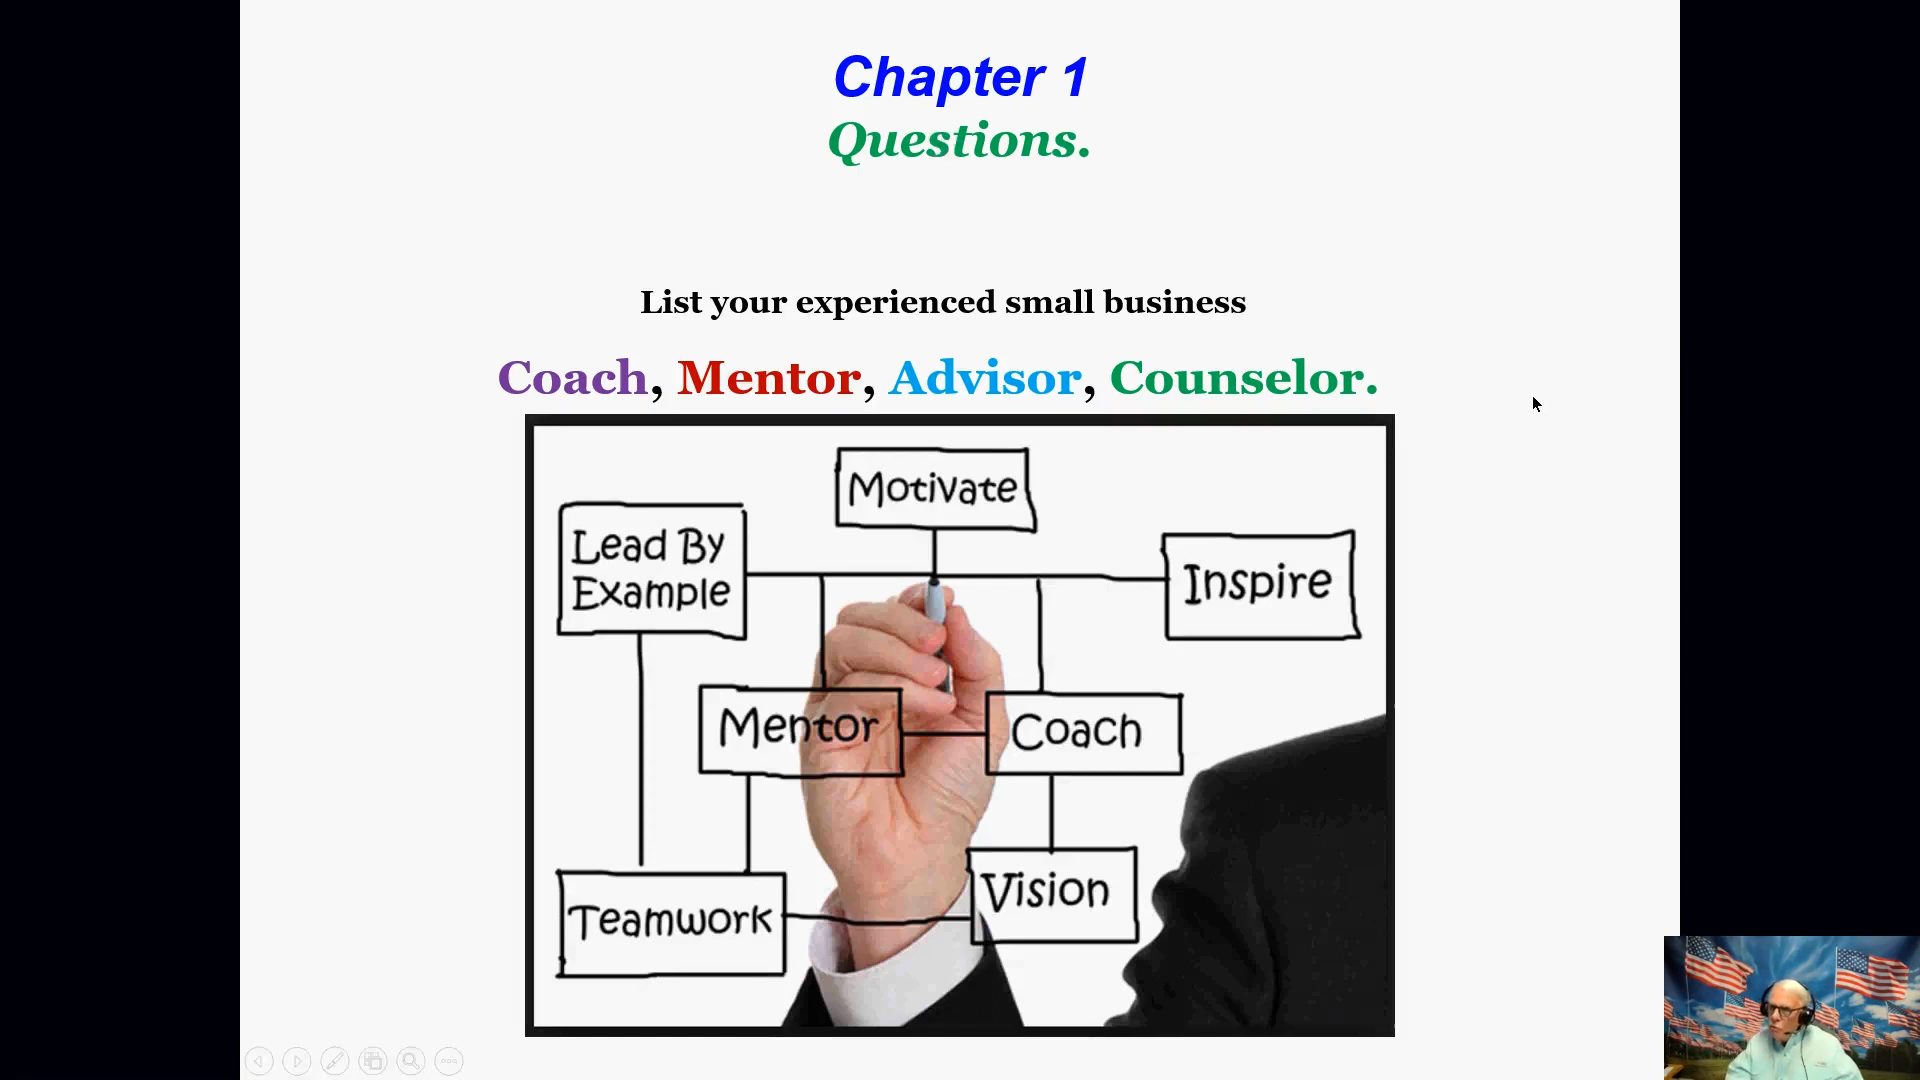 Chapter 1
Questions.
List your experienced small business
Coach, Mentor, Advisor, Counselor.
Motivate
Lead By
Example
Inspire
Mentor
Coach
Vision
Teamwork